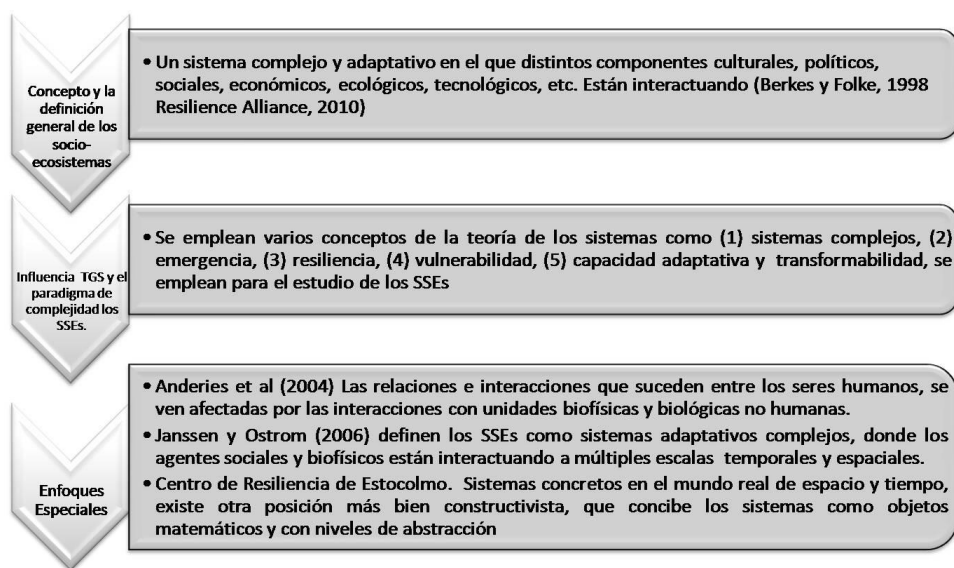 Concepto y la
definición
general de los
socio-
ecosistemas
• Un sistema complejo y adaptativo en el que distintos componentes culturales, políticos,
sociales, económicos, ecológicos, tecnológicos, etc. Están interactuando (Berkes y Folke, 1998
Resilience Alliance, 2010)
Influencia TGS y el
paradigma de
complejidad los
SSEs.
• Se emplean varios conceptos de la teoría de los sistemas como (1) sistemas complejos, (2)
emergencia, (3) resiliencia, (4) vulnerabilidad, (5) capacidad adaptativa y transformabilidad, se
emplean para el estudio de los SSEs
Enfoques
Especiales
• Anderies et al (2004) Las relaciones e interacciones que suceden entre los seres humanos, se
ven afectadas por las interacciones con unidades biofísicas y biológicas no humanas.
• Janssen y Ostrom (2006) definen los SSEs como sistemas adaptativos complejos, donde los
agentes sociales y biofísicos están interactuando a múltiples escalas temporales y espaciales.
• Centro de Resiliencia de Estocolmo. Sistemas concretos en el mundo real de espacio y tiempo,
existe otra posición más bien constructivista, que concibe los sistemas como objetos
matemáticos y con niveles de abstracción